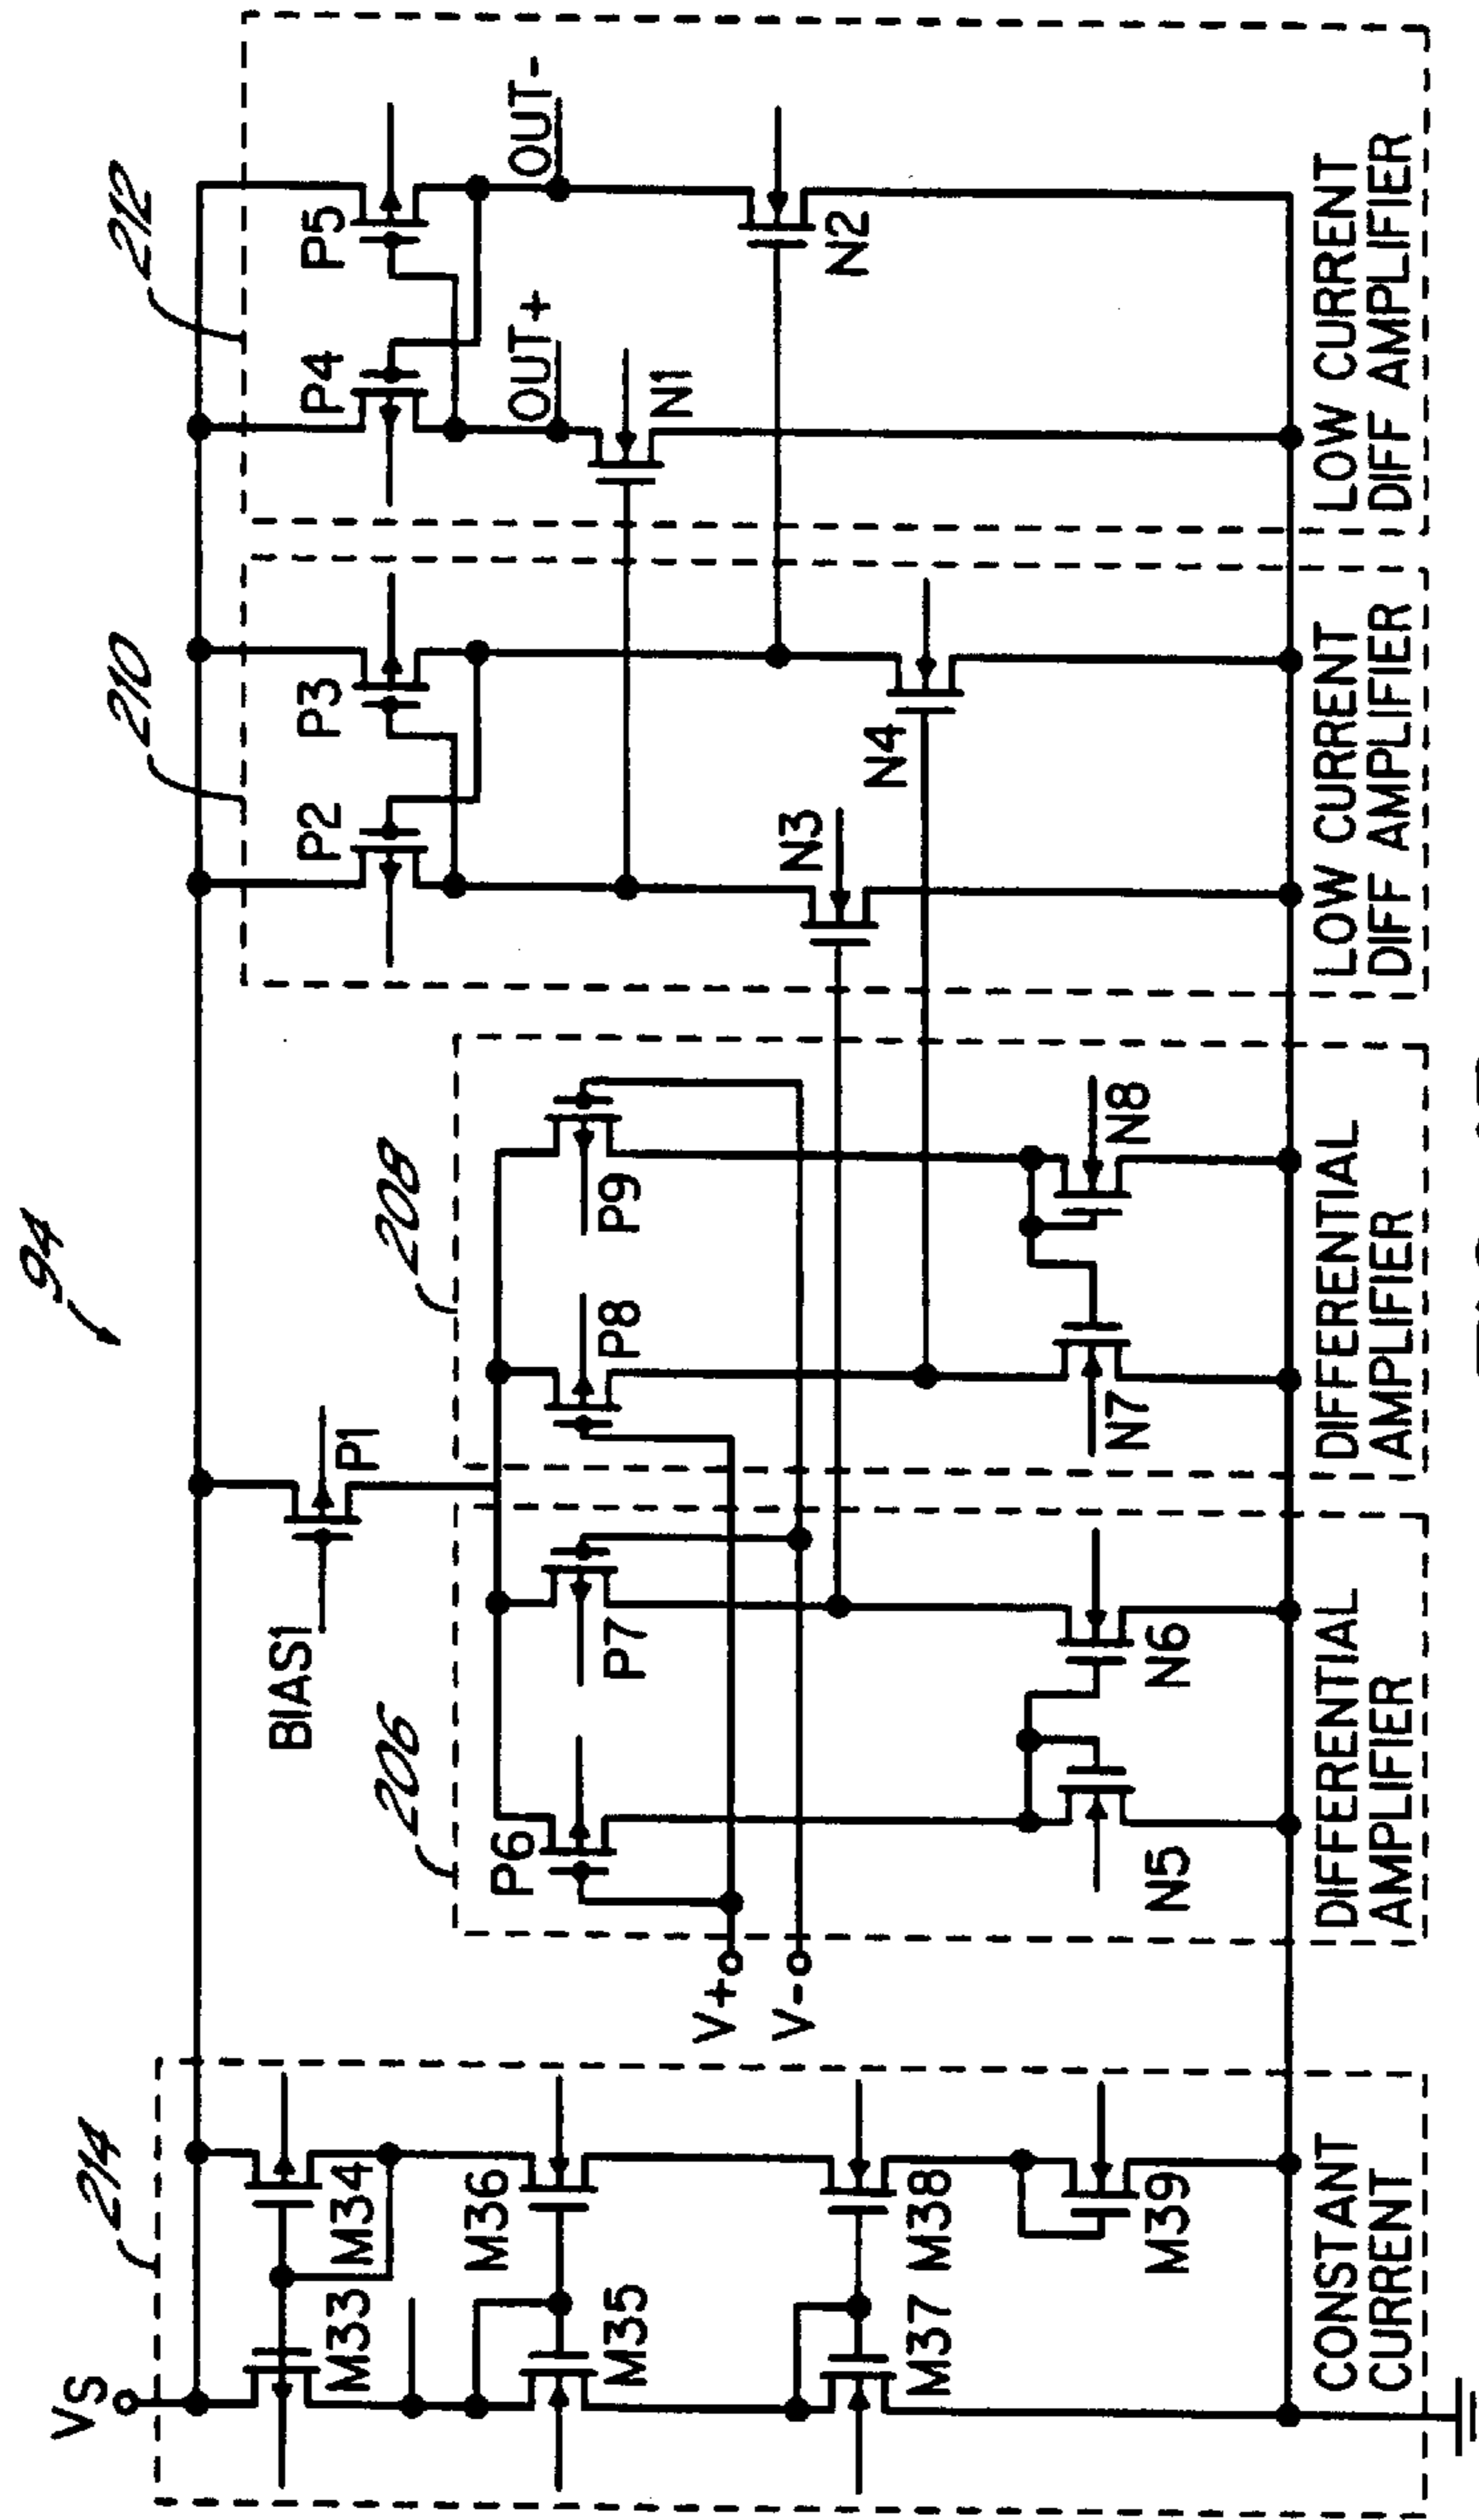 94
VS
214
M33
M34
M35
M36
M37
M38
M39
CONSTANT
CURRENT
BIAS1
P1
V+
V-
206
P6
P7
N5
N6
DIFFERENTIAL
AMPLIFIER
208
P8
P9
N7
N8
DIFFERENTIAL
AMPLIFIER
210
P2
P3
N3
N4
LOW CURRENT
DIFF AMPLIFIER
212
P4
P5
OUT+
OUT-
N1
N2
LOW CURRENT
DIFF AMPLIFIER